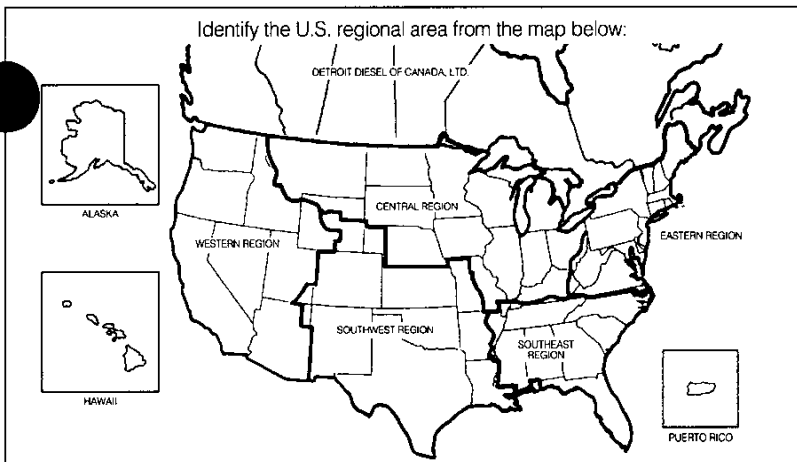 Identify the U.S. regional area from the map below:
DETROIT DIESEL OF CANADA, LTD.
ALASKA
CENTRAL REGION
WESTERN REGION
EASTERN REGION
SOUTHWEST REGION
SOUTHEAST
REGION
HAWAII
PUERTO RICO